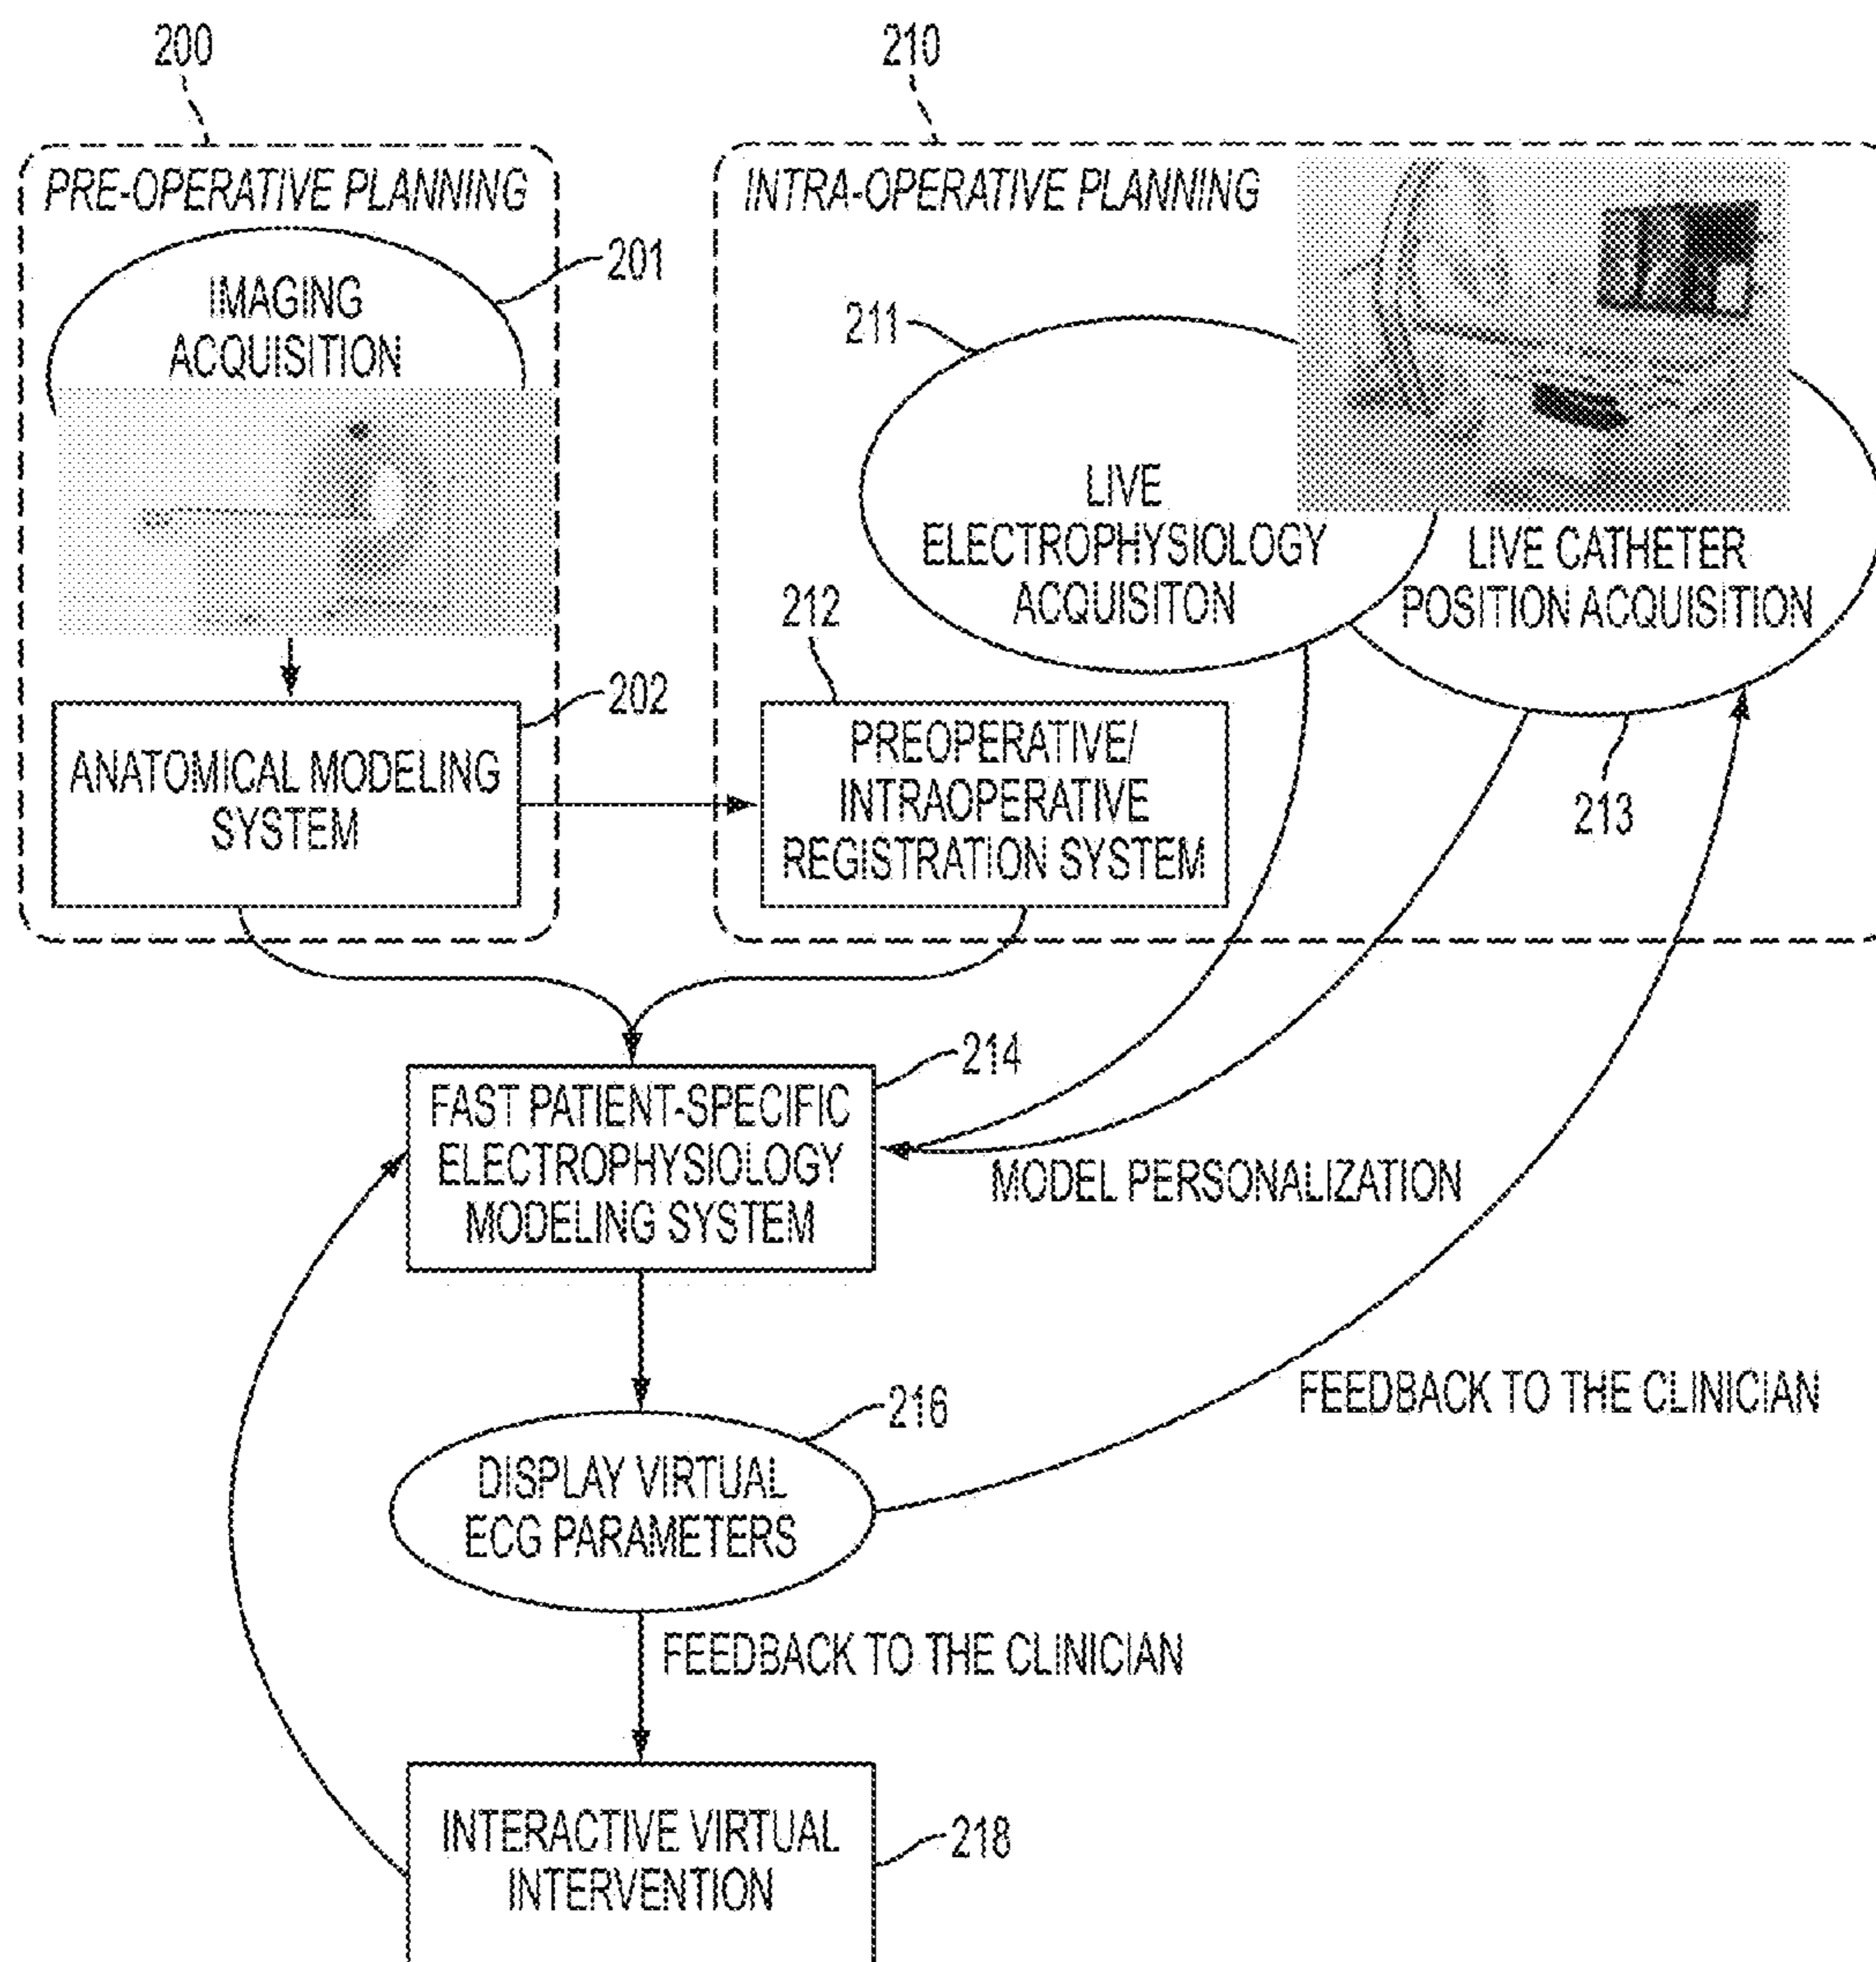 200
210
PRE-OPERATIVE PLANNING
INTRA-OPERATIVE PLANNING
IMAGING
ACQUISITION
201
211
LIVE
ELECTROPHYSIOLOGY
ACQUISITON
LIVE CATHETER
POSITION ACQUISITION
212
202
213
ANATOMICAL MODELING
SYSTEM
PREOPERATIVE/
INTRAOPERATIVE
REGISTRATION SYSTEM
214
FAST PATIENT-SPECIFIC
ELECTROPHYSIOLOGY
MODELING SYSTEM
MODEL PERSONALIZATION
216
DISPLAY VIRTUAL
ECG PARAMETERS
FEEDBACK TO THE CLINICIAN
FEEDBACK TO THE CLINICIAN
INTERACTIVE VIRTUAL
INTERVENTION
218